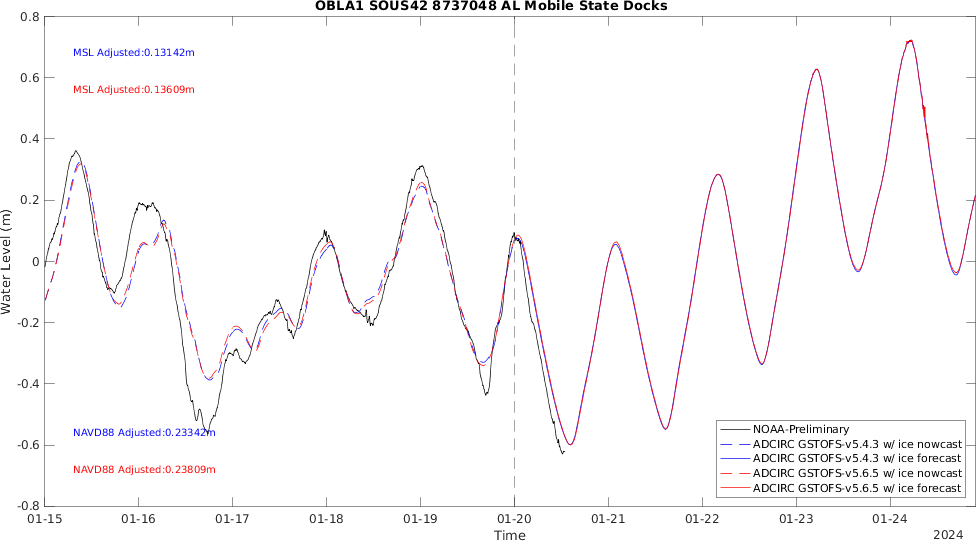 OBLA1 SOUS42 8737048 AL Mobile State Docks
0.8
0.6
0.4
0.2
0
-0.2
-0.4
-0.6
-0.8
Water Level (m)
MSL Adjusted:0.13142m
MSL Adjusted:0.13609m
NAVD88 Adjusted:0.23342m
NAVD88 Adjusted:0.23809m
NOAA-Preliminary
ADCIRC GSTOFS-v5.4.3 w/ ice nowcast
ADCIRC GSTOFS-v5.4.3 w/ ice forecast
ADCIRC GSTOFS-v5.6.5 w/ ice nowcast
ADCIRC GSTOFS-v5.6.5 w/ ice forecast
01-15 01-16 01-17 01-18 01-19 01-20 01-21 01-22 01-23 01-24
Time
2024